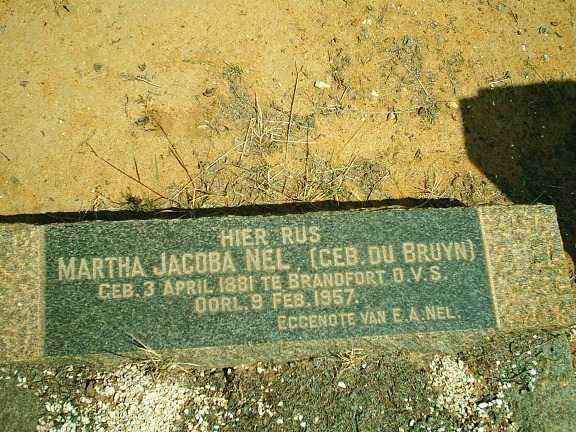 HIER RUS
MARTHA JACOBA NEL, (GEB. DU BRUYN)
GEB. 3 APRIL 1881 TE BRANDFORT O.V.S.
OORL. 9 FEB. 1957.
EGGENOTE VAN E.A. NEL.